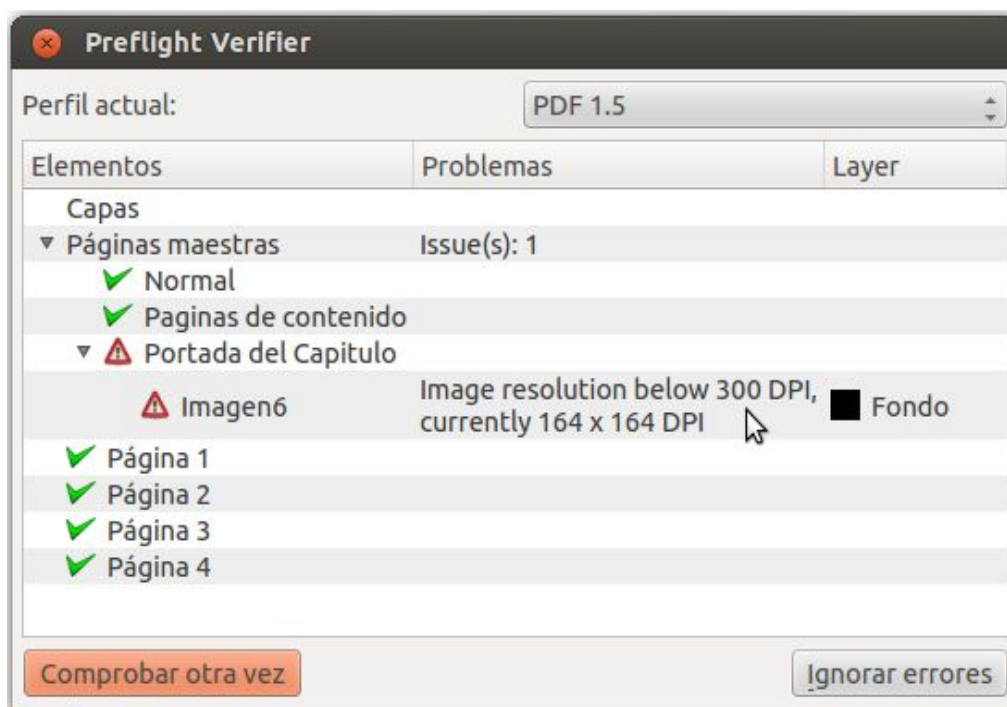 Preflight Verifier
Perfil actual: PDF 1.5
Elementos Problemas Layer
Capas
Páginas maestras Issue(s): 1
Normal
Paginas de contenido
Portada del Capitulo
Imagen6 Image resolution below 300 DPI, Fondo
currently 164 x 164 DPI
Página 1
Página 2
Página 3
Página 4
Comprobar otra vez Ignorar errores